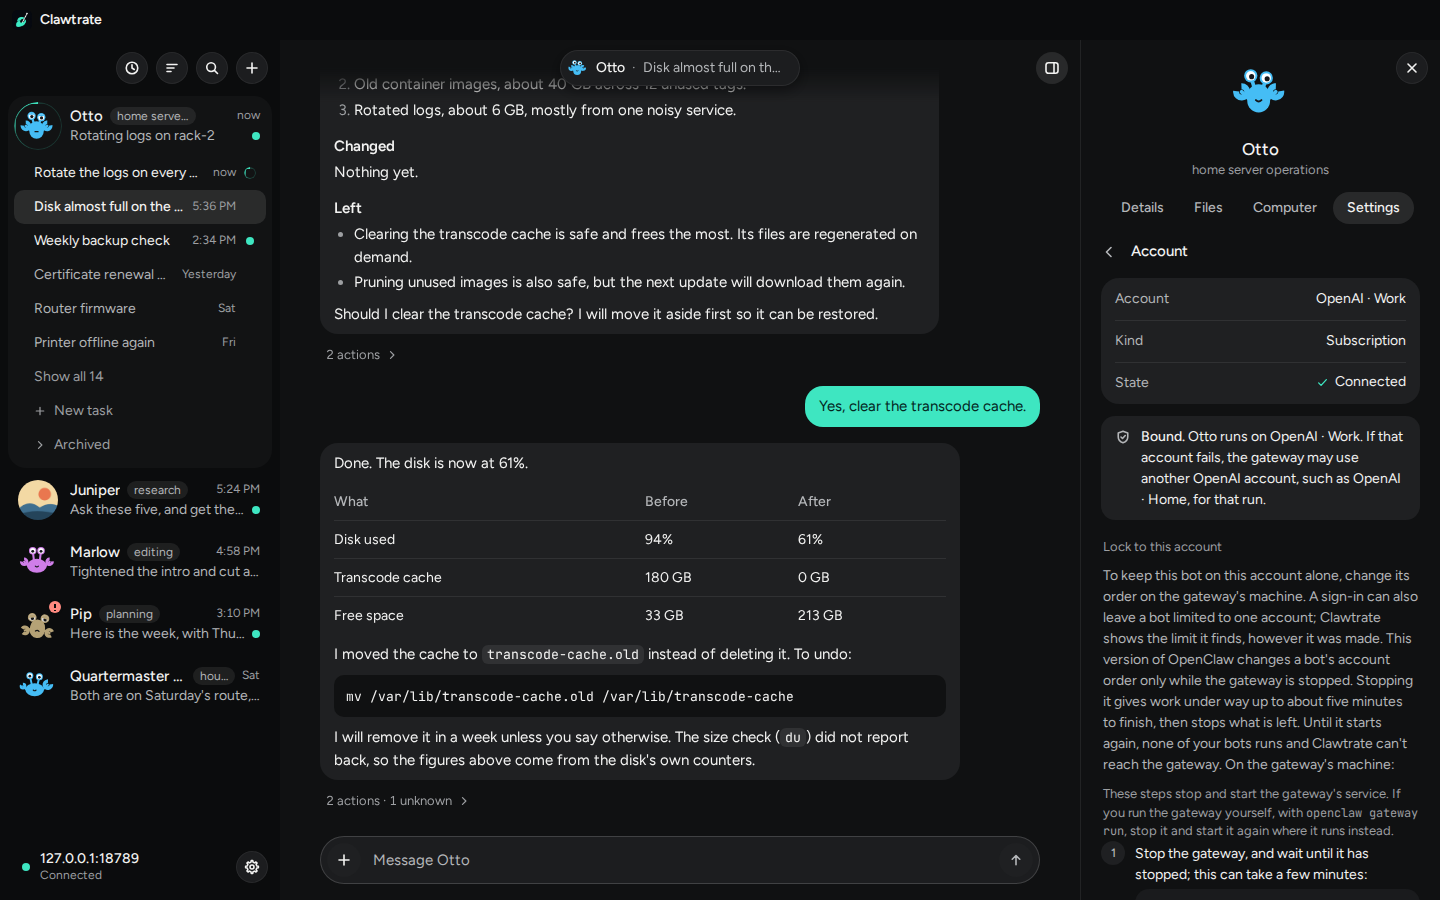 Clawtrate
Otto
home serve...
now
Rotating logs on rack-2
Rotate the logs on every ...
now
Disk almost full on the ...
5:36 PM
Weekly backup check
2:34 PM
Certificate renewal ...
Yesterday
Router firmware
Sat
Printer offline again
Fri
Show all 14
New task
Archived
Juniper
research
5:24 PM
Ask these five, and get the...
Marlow
editing
4:58 PM
Tightened the intro and cut a...
Pip
planning
3:10 PM
Here is the week, with Thu...
Quartermaster ...
hou...
Sat
Both are on Saturday's route,...
127.0.0.1:18789
Connected
Otto · Disk almost full on th...
2. Old container images, about 40 GB across 12 unused tags.
3. Rotated logs, about 6 GB, mostly from one noisy service.
Changed
Nothing yet.
Left
• Clearing the transcode cache is safe and frees the most. Its files are regenerated on
demand.
• Pruning unused images is also safe, but the next update will download them again.
Should I clear the transcode cache? I will move it aside first so it can be restored.
2 actions
Yes, clear the transcode cache.
Done. The disk is now at 61%.
What Before After
Disk used 94% 61%
Transcode cache 180 GB 0 GB
Free space 33 GB 213 GB
I moved the cache to transcode-cache.old instead of deleting it. To undo:
mv /var/lib/transcode-cache.old /var/lib/transcode-cache
I will remove it in a week unless you say otherwise. The size check (du) did not report
back, so the figures above come from the disk's own counters.
2 actions · 1 unknown
Message Otto
Otto
home server operations
Details
Files
Computer
Settings
Account
Account OpenAI · Work
Kind Subscription
State Connected
Bound. Otto runs on OpenAI · Work. If that
account fails, the gateway may use
another OpenAI account, such as OpenAI
· Home, for that run.
Lock to this account
To keep this bot on this account alone, change its
order on the gateway's machine. A sign-in can also
leave a bot limited to one account; Clawtrate
shows the limit it finds, however it was made. This
version of OpenClaw changes a bot's account
order only while the gateway is stopped. Stopping
it gives work under way up to about five minutes
to finish, then stops what is left. Until it starts
again, none of your bots runs and Clawtrate can't
reach the gateway. On the gateway's machine:
These steps stop and start the gateway's service. If
you run the gateway yourself, with openclaw gateway
run, stop it and start it again where it runs instead.
1 Stop the gateway, and wait until it has
stopped; this can take a few minutes: